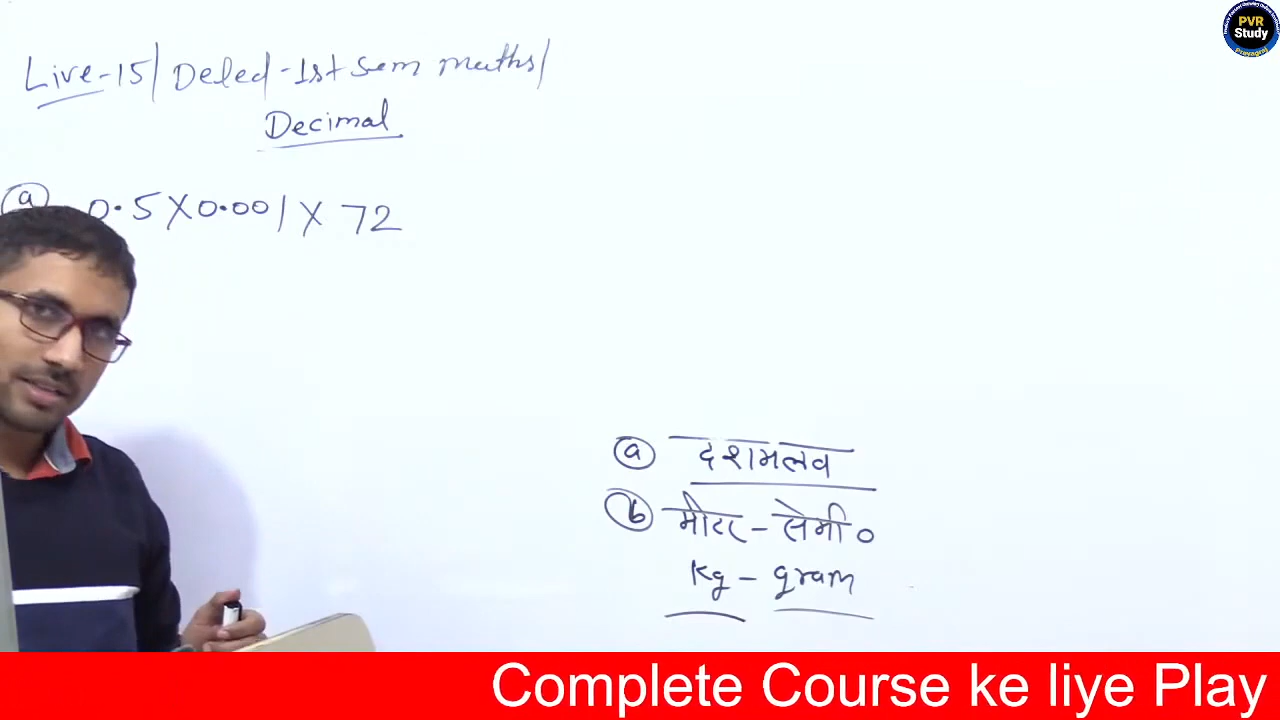 Live-15/ Deled-1st sem maths/
Decimal
a 0.5 X 0.001 X 72
a दशमलव
b मीटर - सेमी०
Kg - gram
PVR
Study
Prayagraj
Complete Course ke liye Play